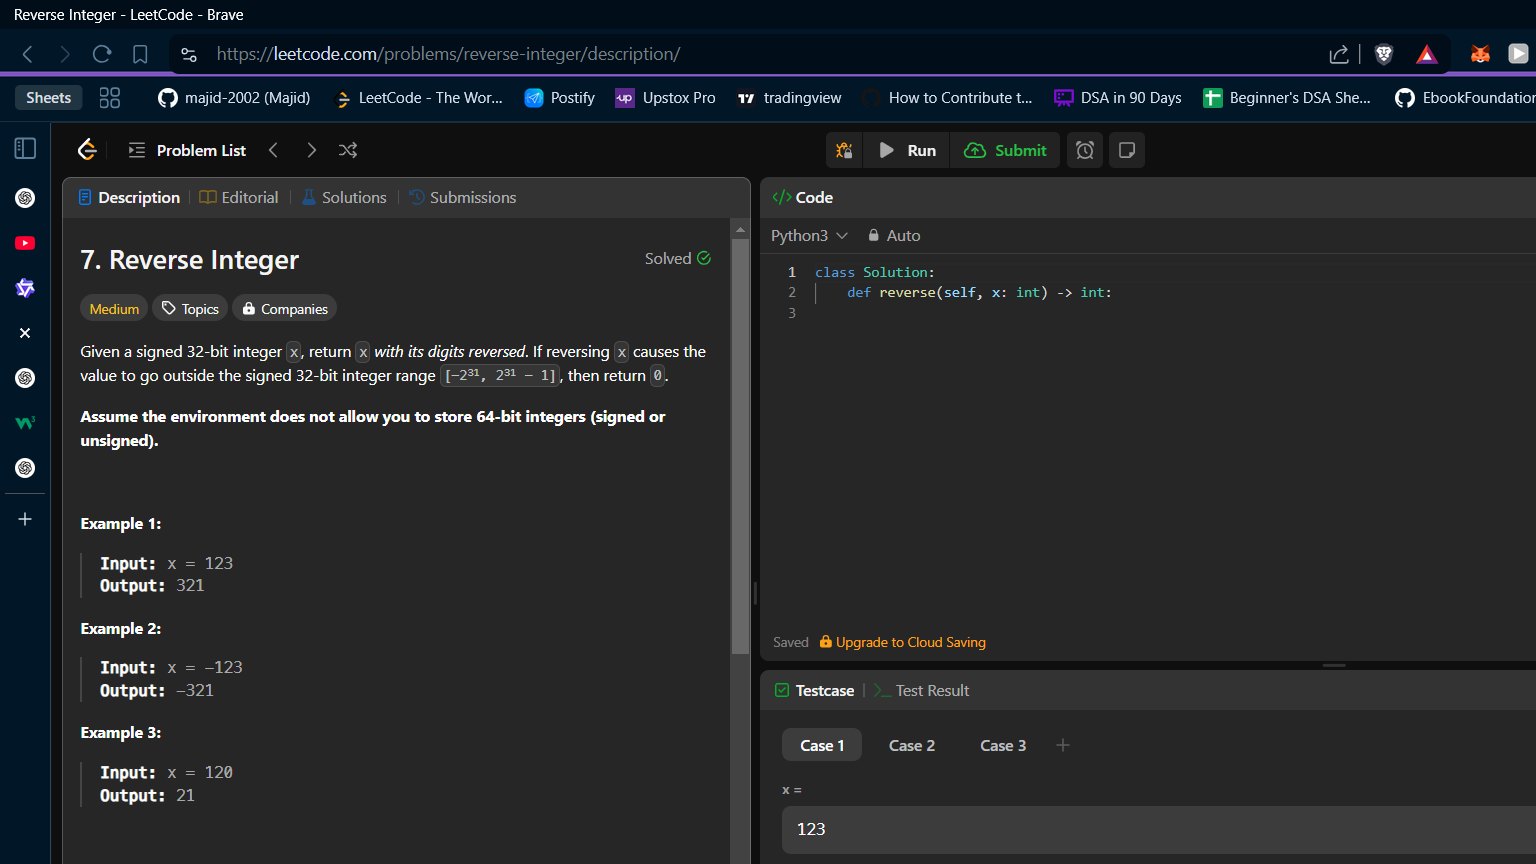 Reverse Integer - LeetCode - Brave
https://leetcode.com/problems/reverse-integer/description/
Sheets majid-2002 (Majid) LeetCode - The Wor... Postify Upstox Pro tradingview How to Contribute t... DSA in 90 Days Beginner's DSA She... EbookFoundation
Problem List Run Submit
Description Editorial Solutions Submissions
7. Reverse Integer Solved
Medium Topics Companies
Given a signed 32-bit integer x, return x with its digits reversed. If reversing x causes the
value to go outside the signed 32-bit integer range [-2³¹, 2³¹ - 1], then return 0.
Assume the environment does not allow you to store 64-bit integers (signed or
unsigned).
Example 1:
Input: x = 123
Output: 321
Example 2:
Input: x = -123
Output: -321
Example 3:
Input: x = 120
Output: 21
Code
Python3 Auto
1 class Solution:
2 def reverse(self, x: int) -> int:
3
Saved Upgrade to Cloud Saving
Testcase >_ Test Result
Case 1 Case 2 Case 3 +
x =
123